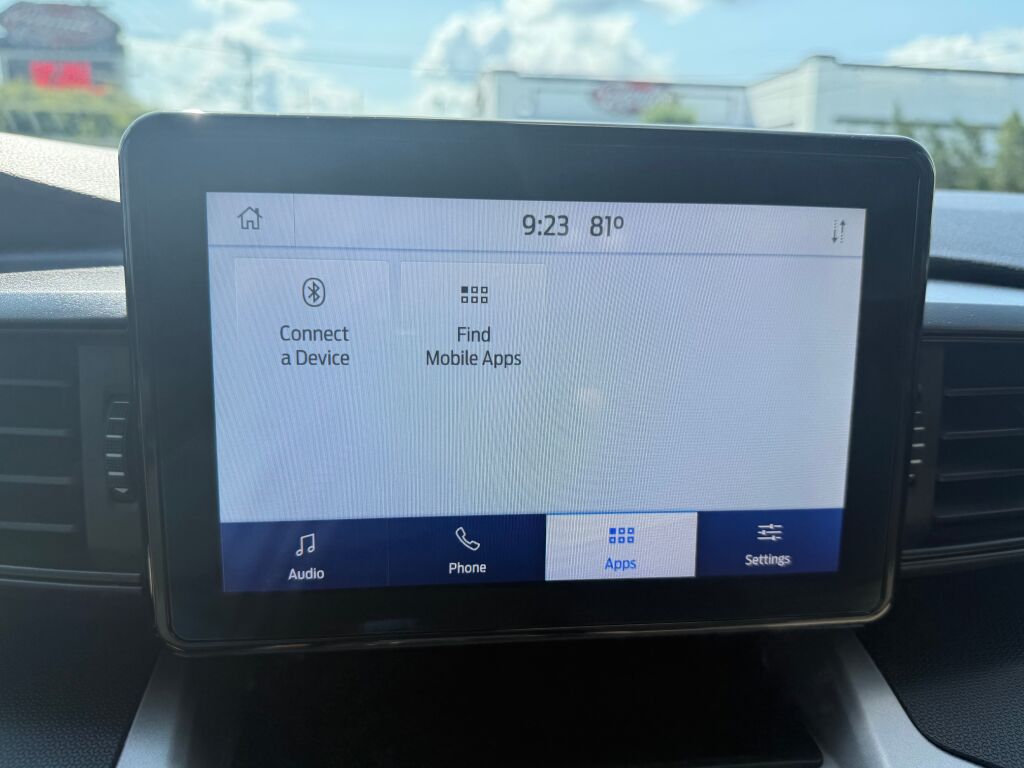 9:23 81°
Connect
a Device
Find
Mobile Apps
Audio
Phone
Apps
Settings